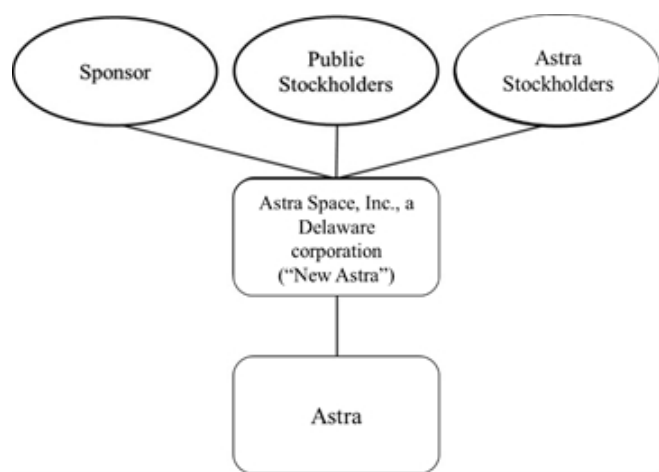 Sponsor
Public
Stockholders
Astra
Stockholders
Astra Space, Inc., a
Delaware
corporation
(“New Astra”)
Astra